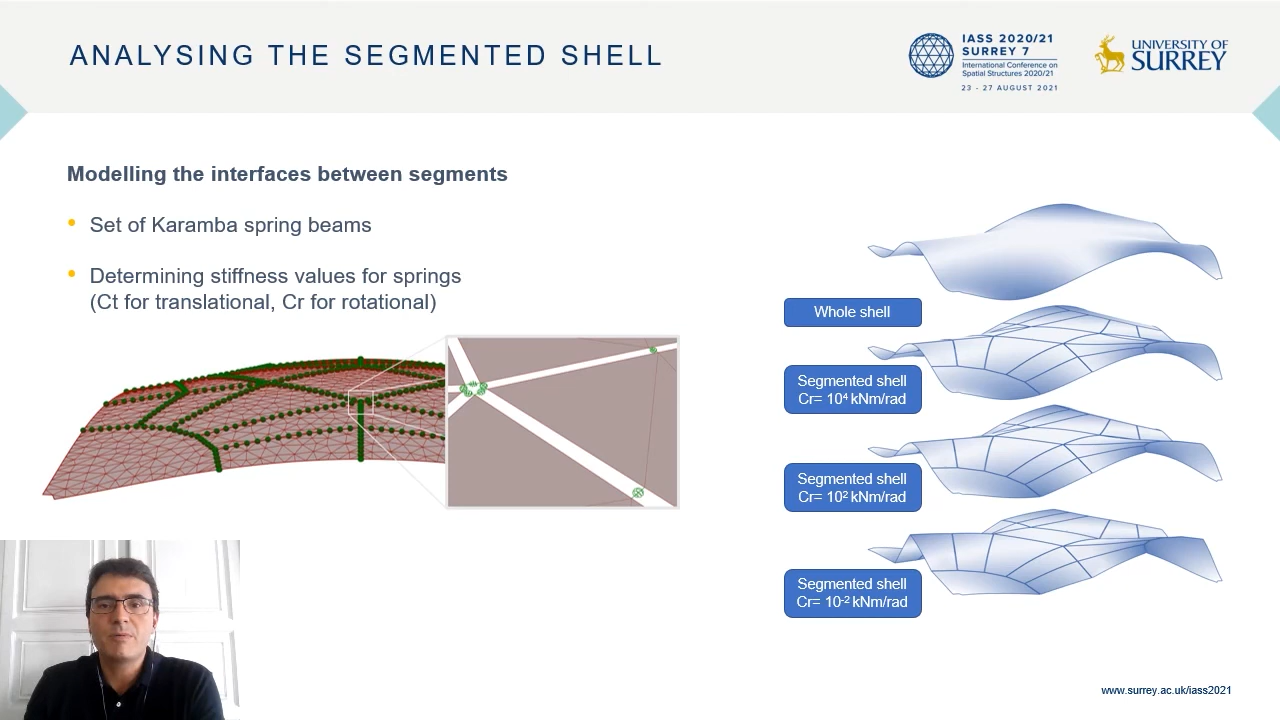 ANALYSING THE SEGMENTED SHELL
IASS 2020/21
SURREY 7
International Conference on
Spatial Structures 2020/21
23 - 27 AUGUST 2021
UNIVERSITY OF
SURREY
Modelling the interfaces between segments
• Set of Karamba spring beams
• Determining stiffness values for springs
(Ct for translational, Cr for rotational)
Whole shell
Segmented shell
Cr= 10⁴ kNm/rad
Segmented shell
Cr= 10² kNm/rad
Segmented shell
Cr= 10⁻² kNm/rad
www.surrey.ac.uk/iass2021